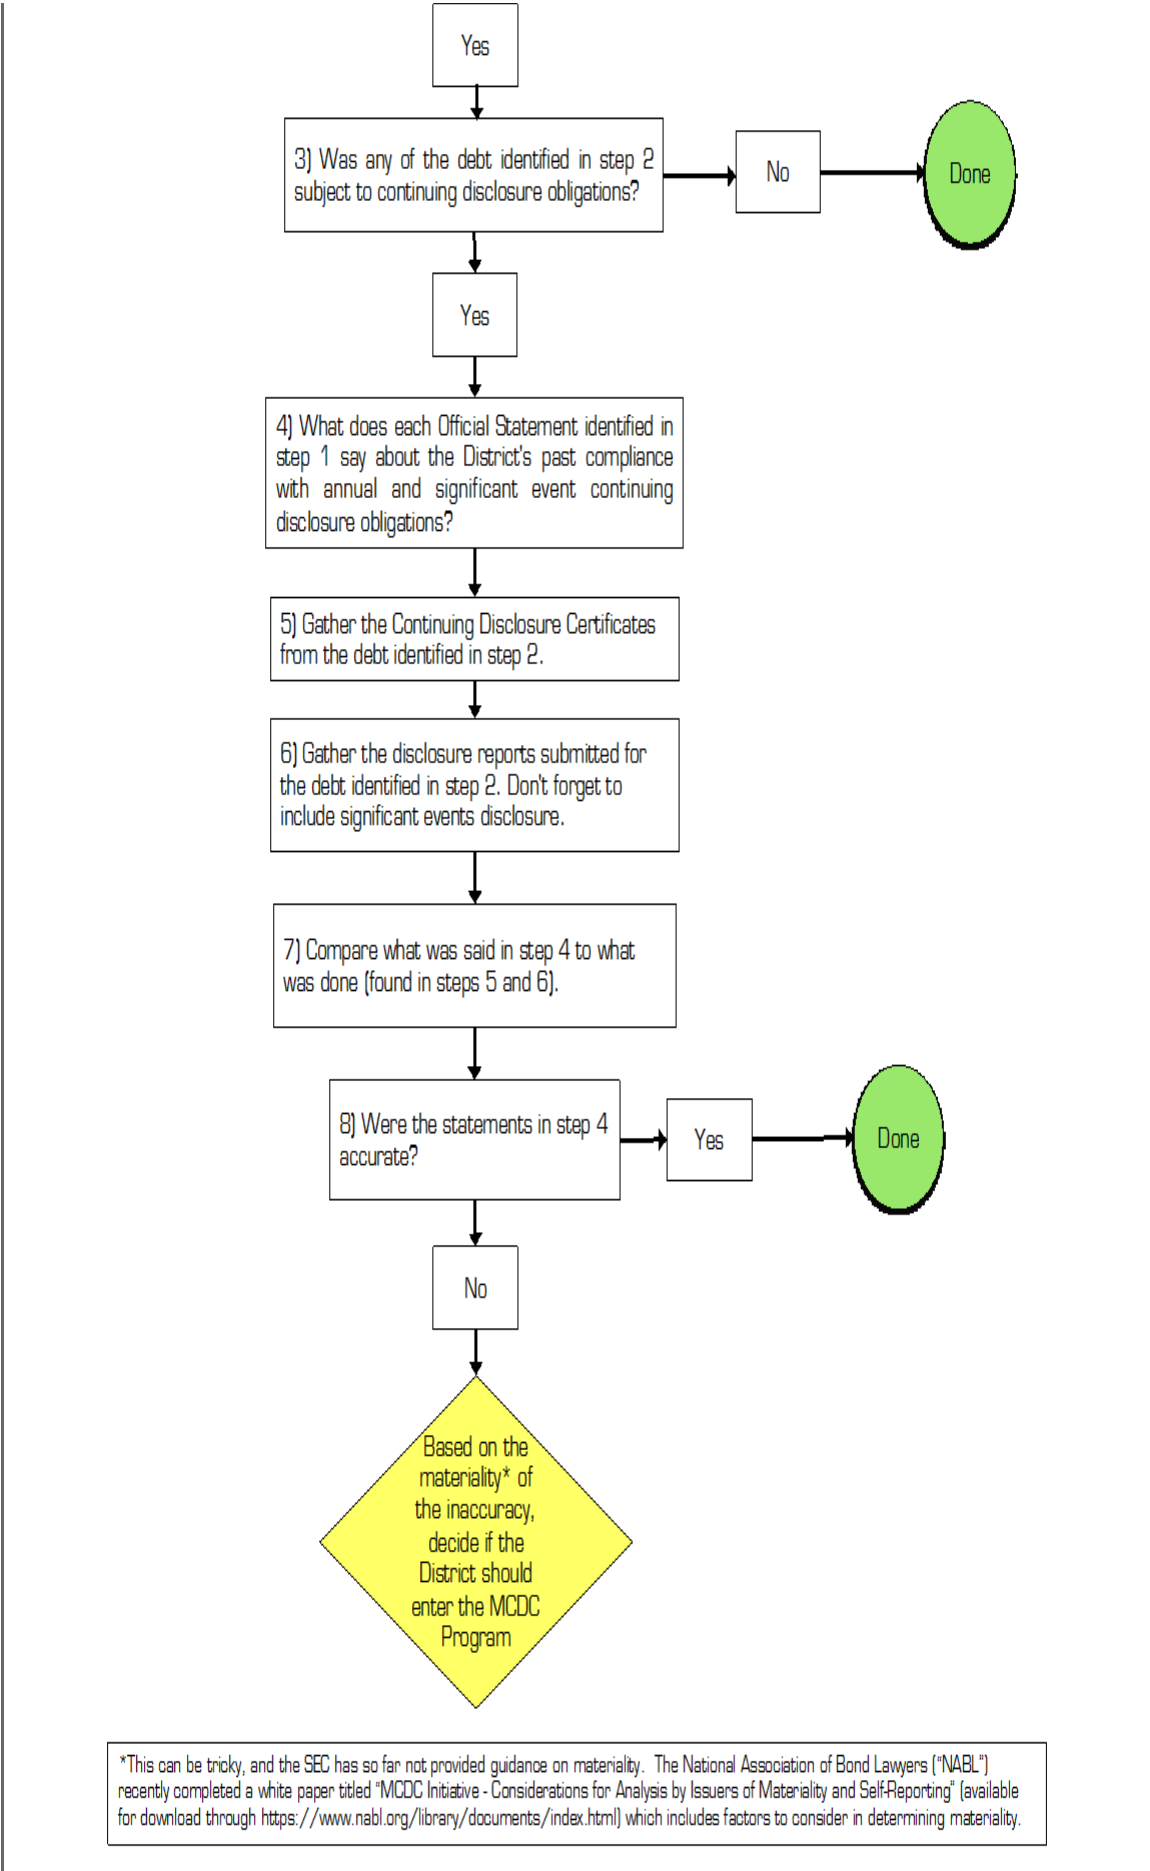 Yes
3) Was any of the debt identified in step 2
subject to continuing disclosure obligations?
No
Done
Yes
4) What does each Official Statement identified in
step 1 say about the District's past compliance
with annual and significant event continuing
disclosure obligations?
5) Gather the Continuing Disclosure Certificates
from the debt identified in step 2.
6) Gather the disclosure reports submitted for
the debt identified in step 2. Don't forget to
include significant events disclosure.
7) Compare what was said in step 4 to what
was done (found in steps 5 and 6).
8) Were the statements in step 4
accurate?
Yes
Done
No
Based on the
materiality* of
the inaccuracy,
decide if the
District should
enter the MCDC
Program
*This can be tricky, and the SEC has so far not provided guidance on materiality. The National Association of Bond Lawyers ("NABL")
recently completed a white paper titled "MCDC Initiative - Considerations for Analysis by Issuers of Materiality and Self-Reporting" (available
for download through https://www.nabl.org/library/documents/index.html) which includes factors to consider in determining materiality.